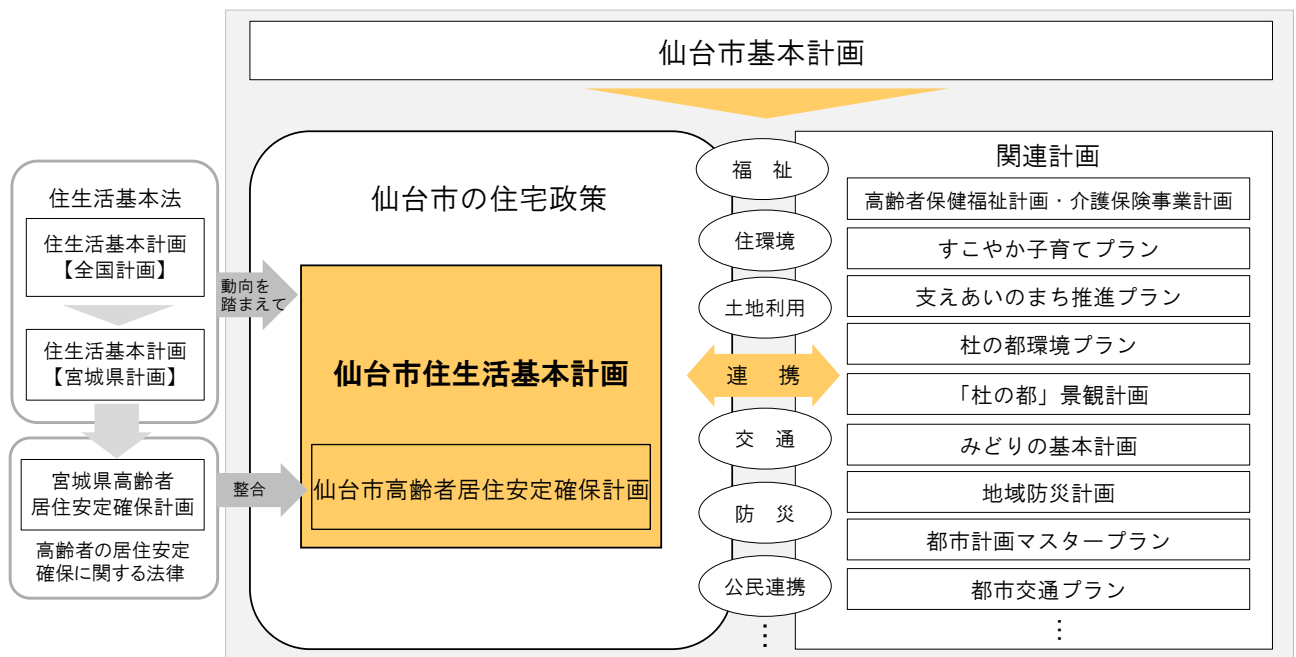 仙台市基本計画
住生活基本法
住生活基本計画
【全国計画】
住生活基本計画
【宮城県計画】
宮城県高齢者
居住安定確保計画
高齢者の居住安定
確保に関する法律
動向を
踏まえて
整合
仙台市の住宅政策
仙台市住生活基本計画
仙台市高齢者居住安定確保計画
福　祉
住環境
土地利用
連　携
交　通
防　災
公民連携
⋮
関連計画
高齢者保健福祉計画・介護保険事業計画
すこやか子育てプラン
支えあいのまち推進プラン
杜の都環境プラン
「杜の都」景観計画
みどりの基本計画
地域防災計画
都市計画マスタープラン
都市交通プラン
⋮